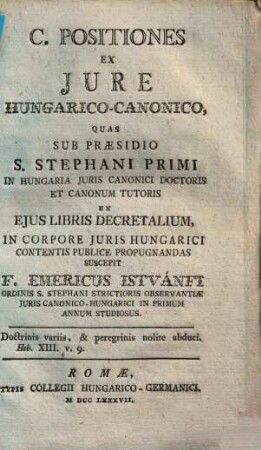 C. POSITIONES
EX
JURE
HUNGARICO-CANONICO,
QUAS
SUB PRÆSIDIO
S. STEPHANI PRIMI
IN HUNGARIA JURIS CANONICI DOCTORIS
ET CANONUM TUTORIS
EX
EJUS LIBRIS DECRETALIUM,
IN CORPORE JURIS HUNGARICI
CONTENTIS PUBLICE PROPUGNANDAS
SUSCEPIT
F. EMERICUS ISTVÁNFI
ORDINIS S. STEPHANI STRICTIORIS OBSERVANTIÆ
JURIS CANONICO-HUNGARICI IN PRIMUM
ANNUM STUDIOSUS.
Doctrinis variis, & peregrinis nolite abduci.
Heb. XIII. v. 9.
ROMÆ,
TYPIS COLLEGII HUNGARICO-GERMANICI,
M DCC LXXXVII.